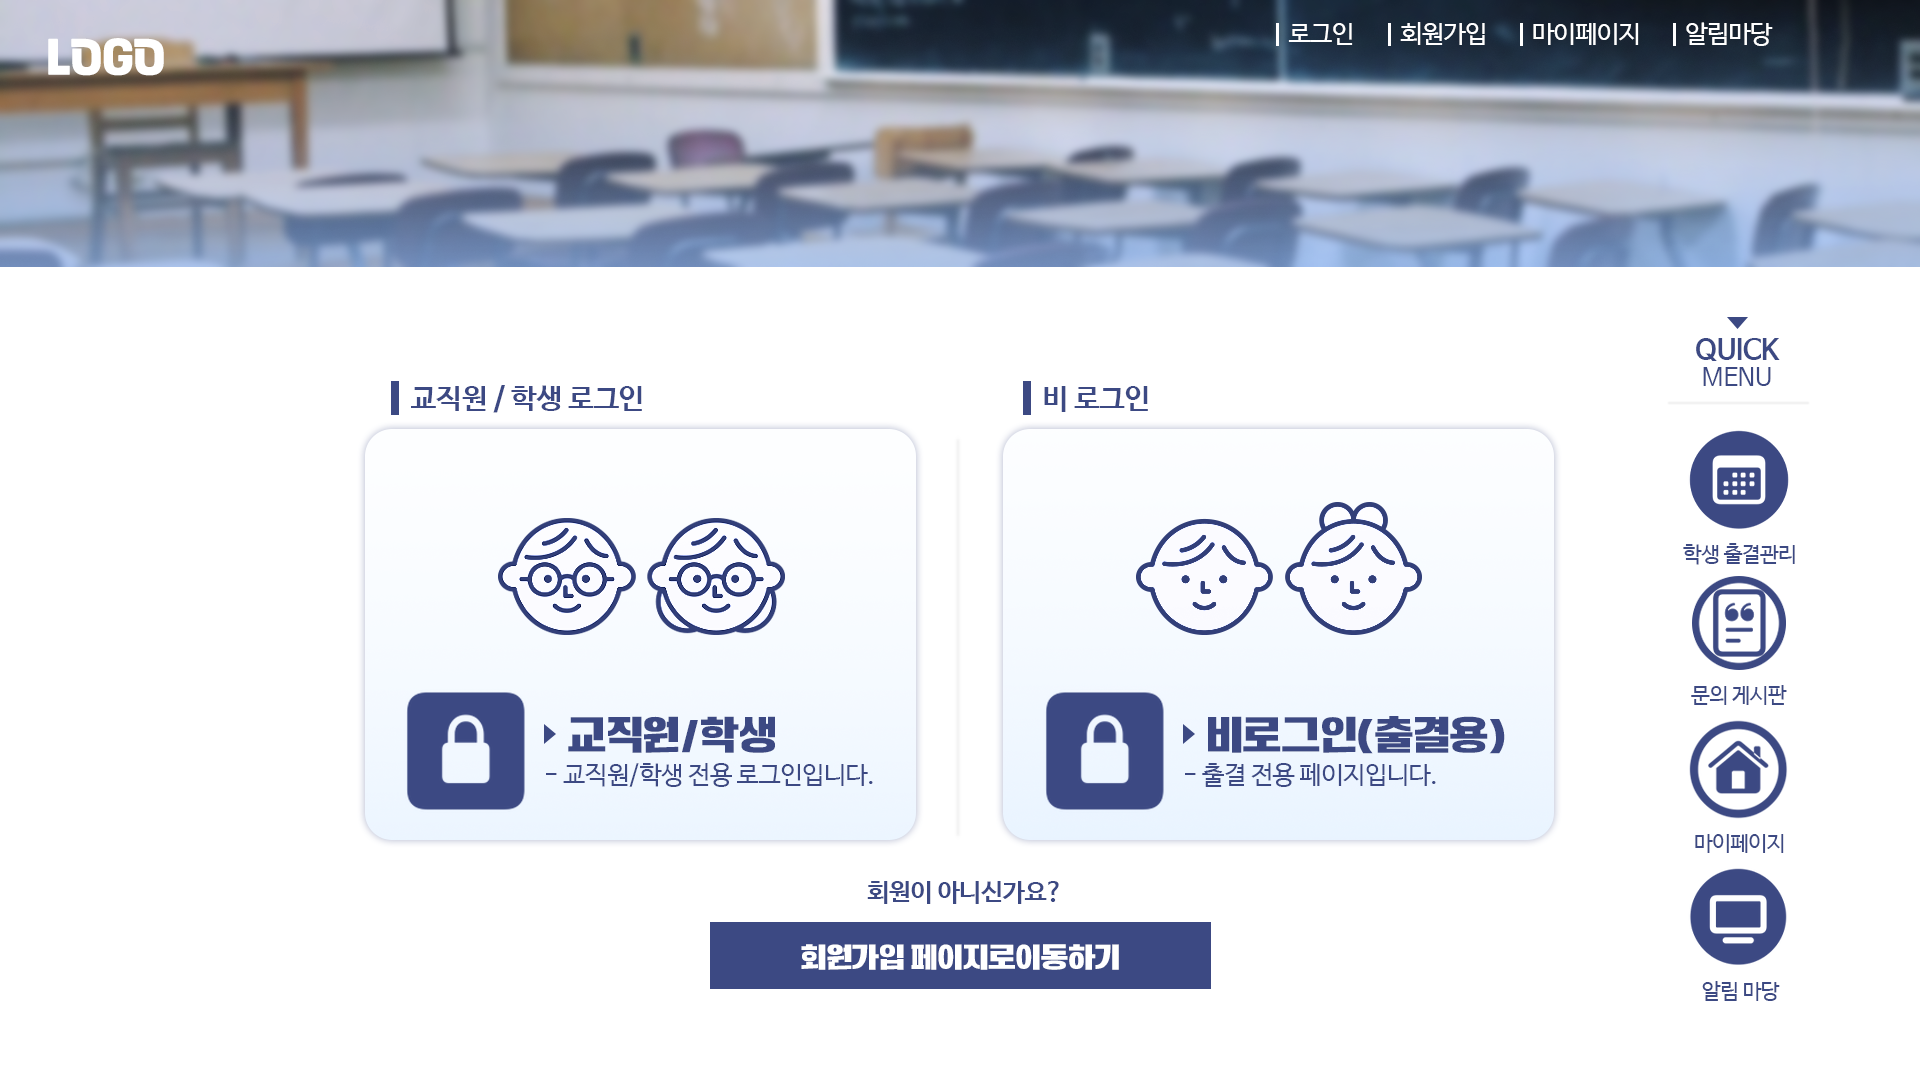 LOGO
로그인
회원가입
마이페이지
알림마당
QUICK
MENU
교직원 / 학생 로그인
비 로그인
교직원/학생
- 교직원/학생 전용 로그인입니다.
비로그인(출결용)
- 출결 전용 페이지입니다.
학생 출결관리
문의 게시판
마이페이지
알림 마당
회원이 아니신가요?
회원가입 페이지로이동하기